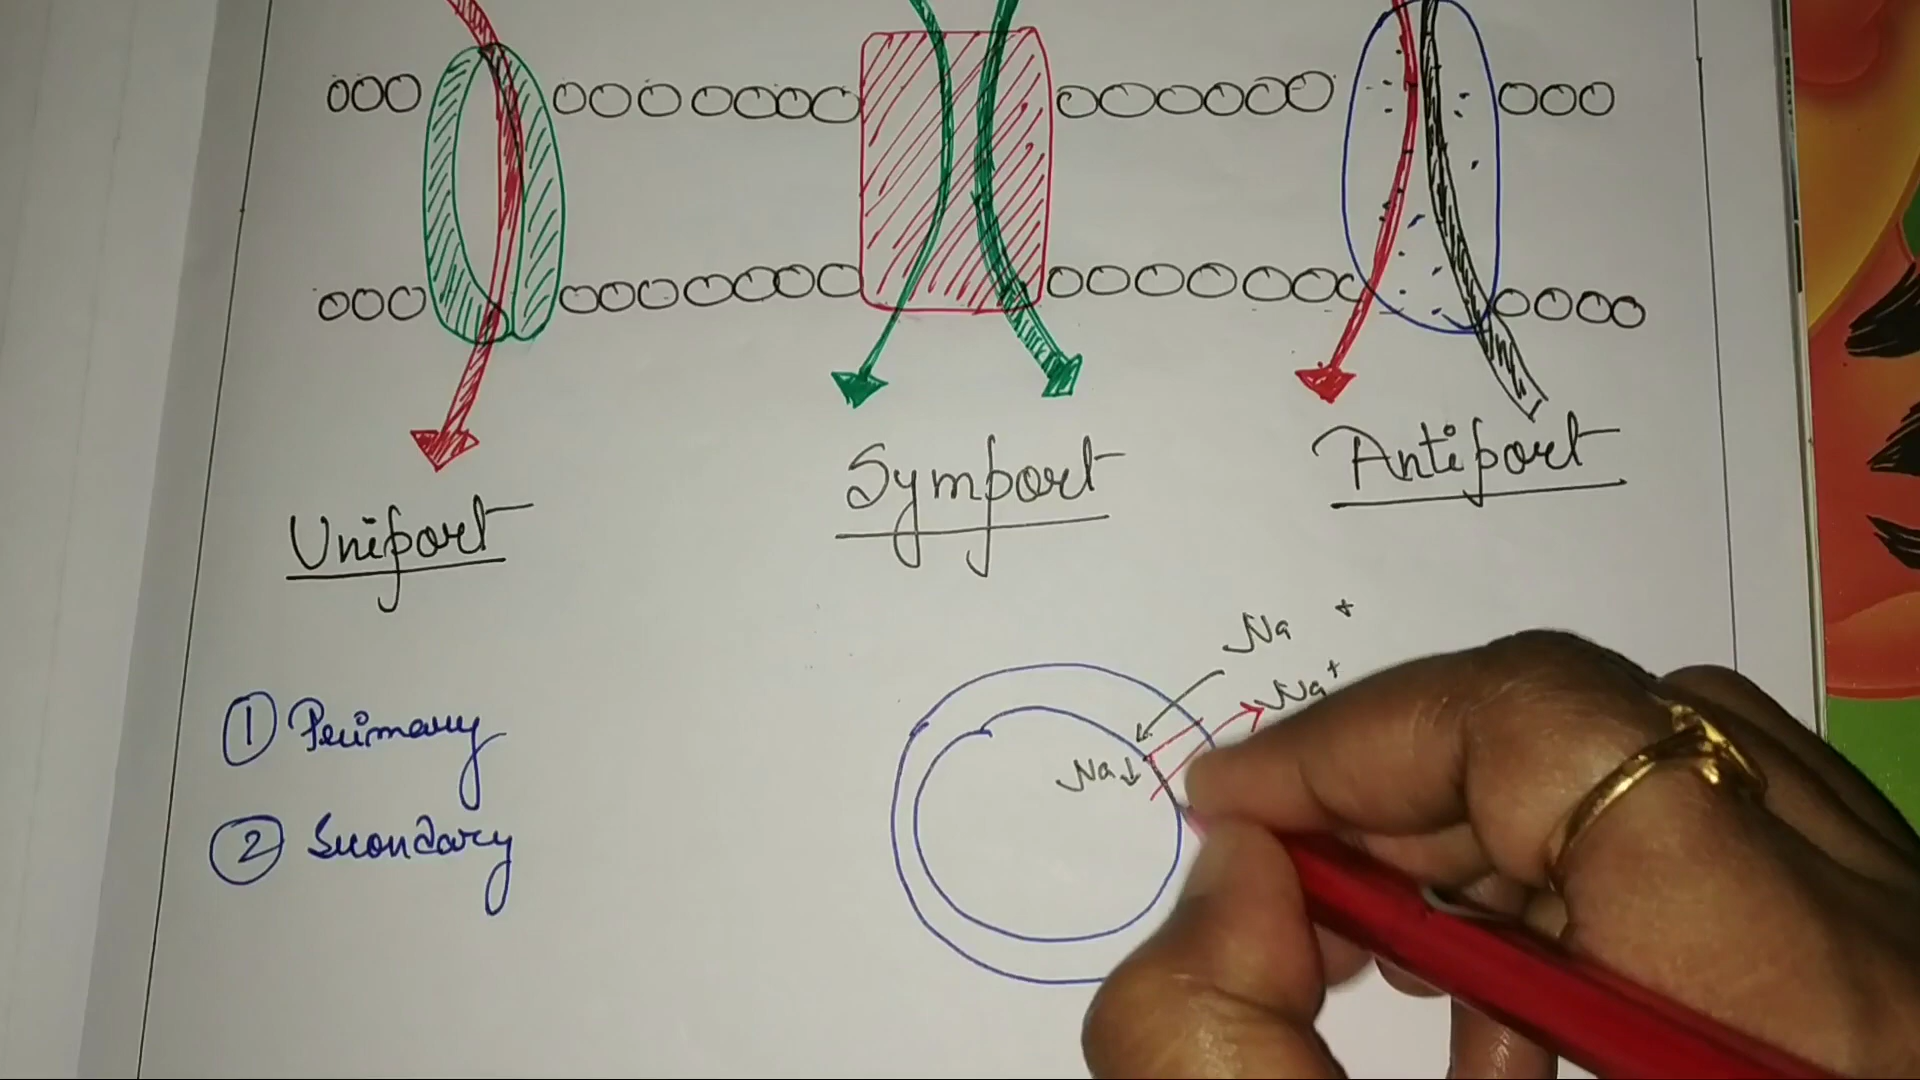 Uniport
Symport
Antiport
Na +
Na+
Na↓
1 Primary
2 Secondary